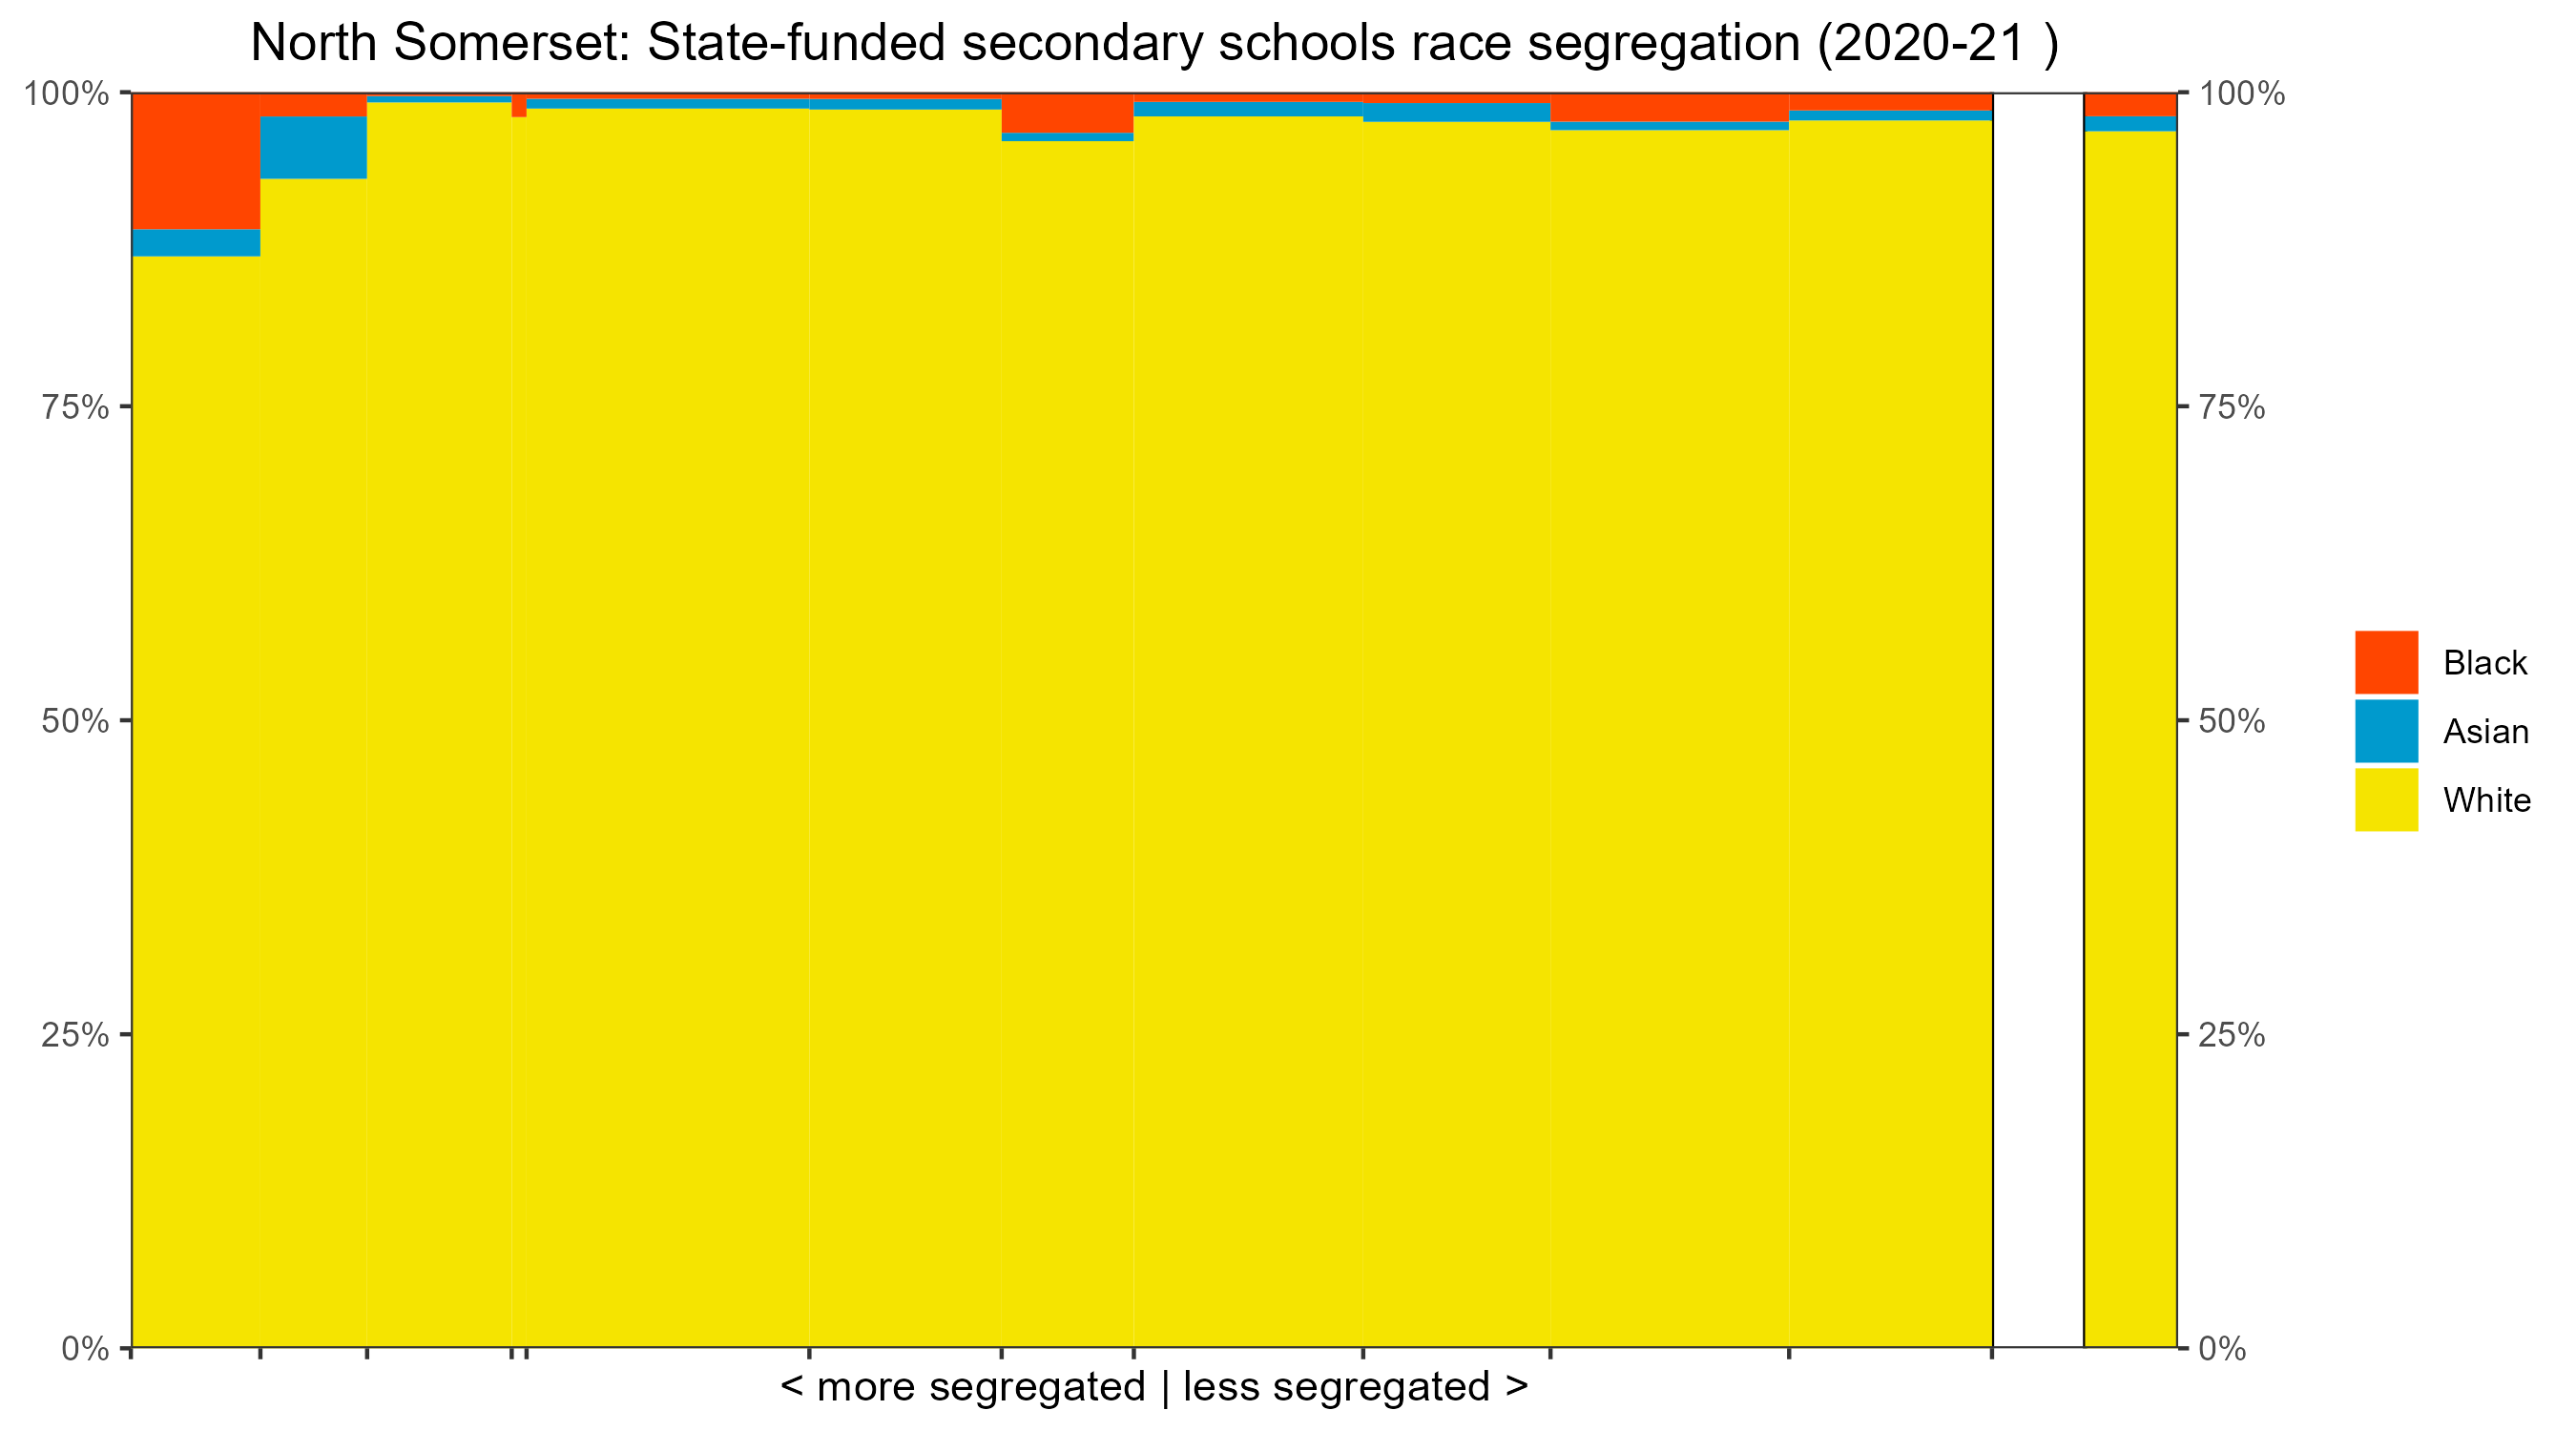 North Somerset: State-funded secondary schools race segregation (2020-21 )
100%
75%
50%
25%
0%
100%
75%
50%
25%
0%
Black
Asian
White
< more segregated | less segregated >